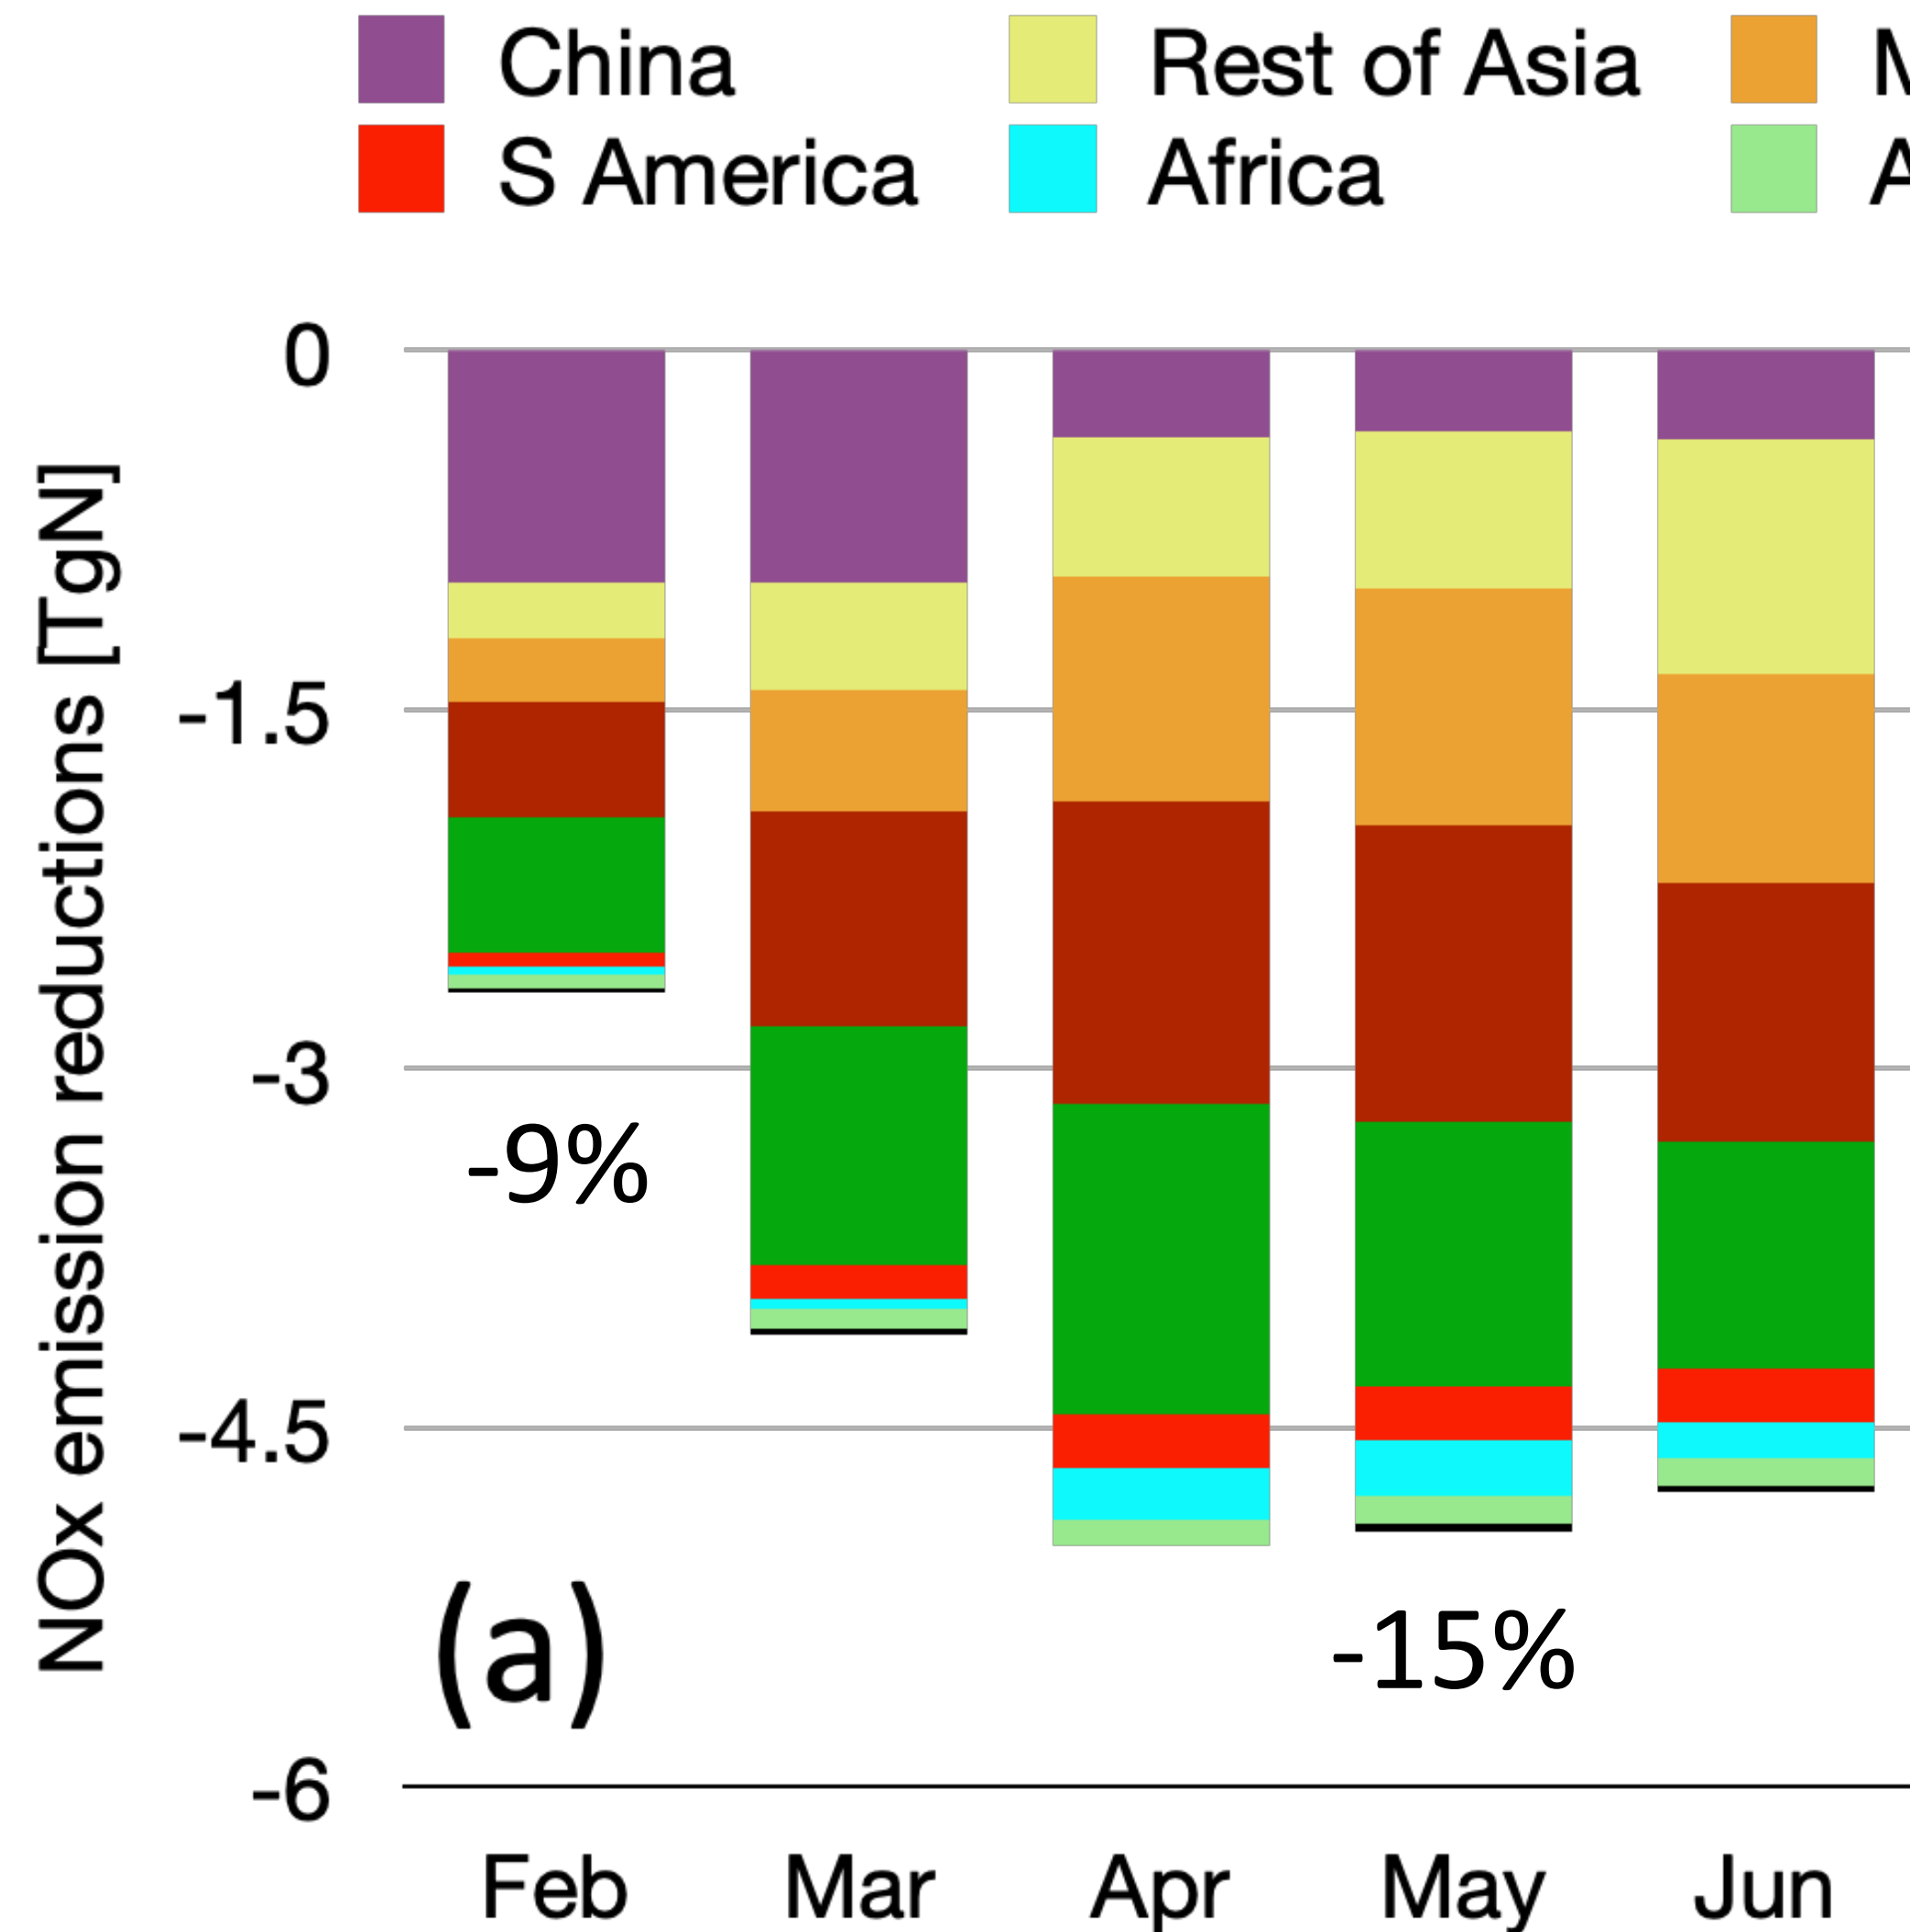 China Rest of Asia M
S America Africa A
NOx emission reductions [TgN]
0
-1.5
-3
-9%
-4.5
(a)
-15%
-6
Feb Mar Apr May Jun